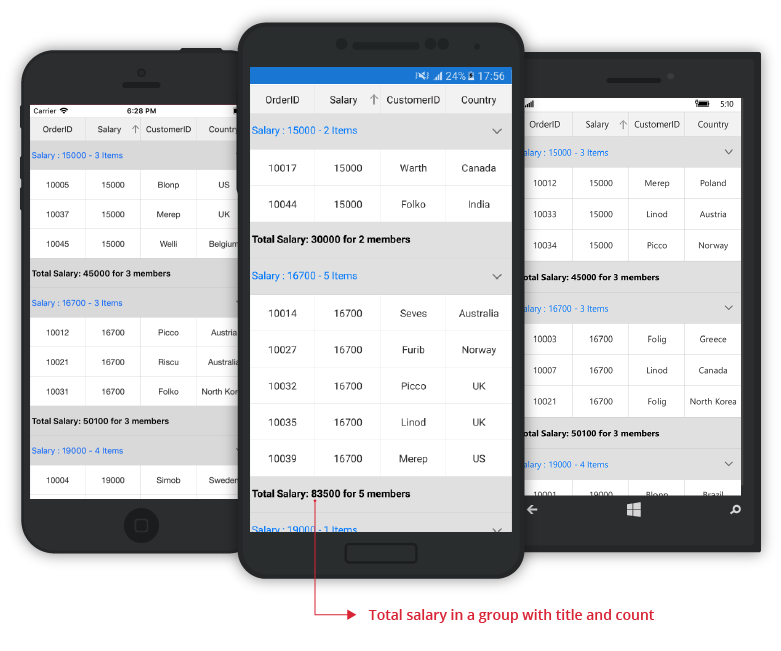 Carrier 6:28 PM
OrderID Salary CustomerID Country
Salary : 15000 - 3 Items
10005 15000 Blonp US
10037 15000 Merep UK
10045 15000 Welli Belgium
Total Salary: 45000 for 3 members
Salary : 16700 - 3 Items
10012 16700 Picco Austria
10021 16700 Riscu Australia
10031 16700 Folko North Kor
Total Salary: 50100 for 3 members
Salary : 19000 - 4 Items
10004 19000 Simob Sweden
24% 17:56
OrderID Salary CustomerID Country
Salary : 15000 - 2 Items
10017 15000 Warth Canada
10044 15000 Folko India
Total Salary: 30000 for 2 members
Salary : 16700 - 5 Items
10014 16700 Seves Australia
10027 16700 Furib Norway
10032 16700 Picco UK
10035 16700 Linod UK
10039 16700 Merep US
Total Salary: 83500 for 5 members
Salary : 19000 - 1 Items
5:10
OrderID Salary CustomerID Country
alary : 15000 - 3 Items
10012 15000 Merep Poland
10033 15000 Linod Austria
10034 15000 Picco Norway
otal Salary: 45000 for 3 members
alary : 16700 - 3 Items
10003 16700 Folig Greece
10007 16700 Linod Canada
10021 16700 Folig North Korea
otal Salary: 50100 for 3 members
alary : 19000 - 4 Items
10001 19000 Blonp Brazil
Total salary in a group with title and count